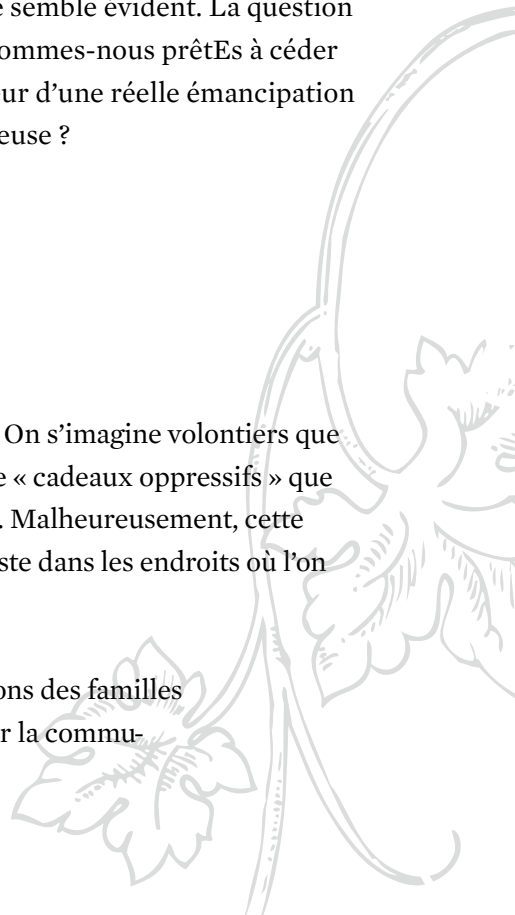 e semble évident. La question
ommes-nous prêtEs à céder
ur d’une réelle émancipation
euse ?
On s’imagine volontiers que
e « cadeaux oppressifs » que
. Malheureusement, cette
ste dans les endroits où l’on
ons des familles
r la commu-